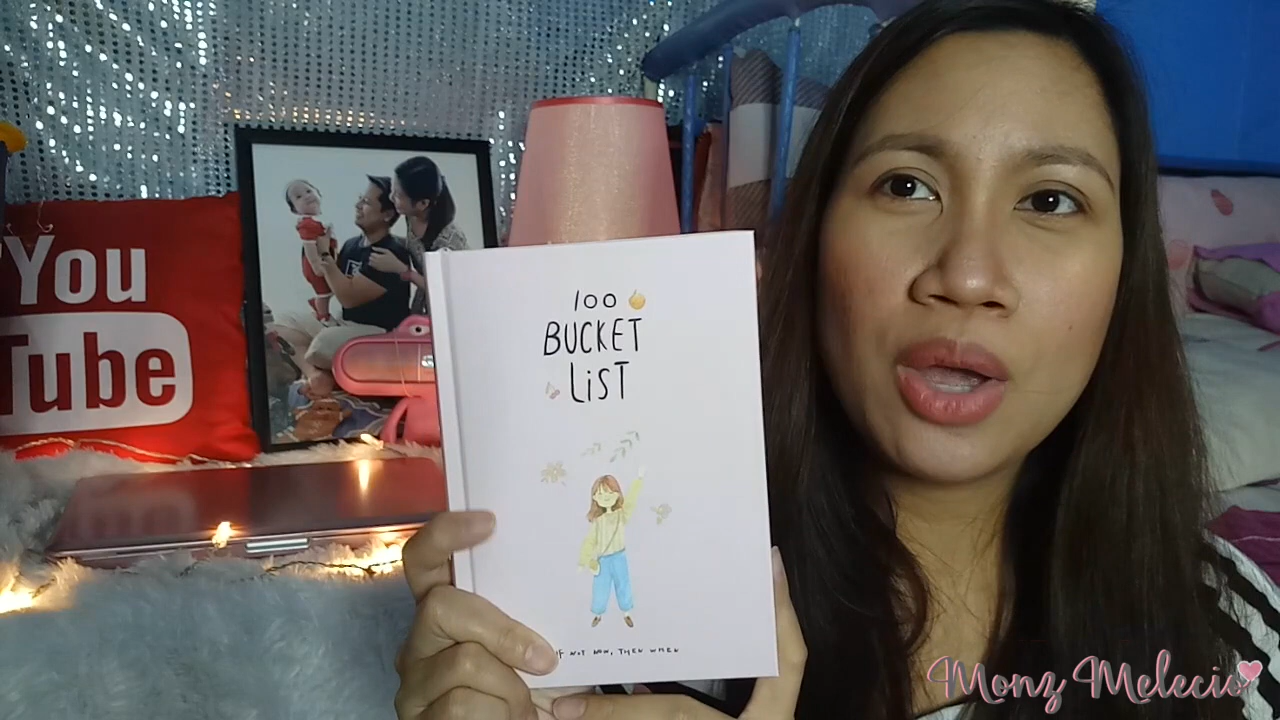 You
Tube
100
BUCKET
LiST
IF NOT NOW, THEN WHEN
Monz Melecio